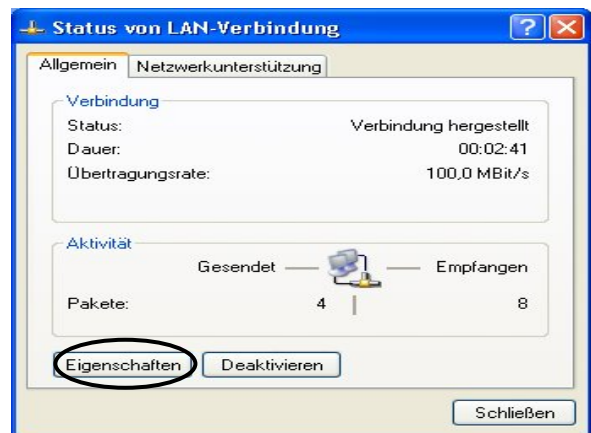 Status von LAN-Verbindung
Allgemein Netzwerkunterstützung
Verbindung
Status: Verbindung hergestellt
Dauer: 00:02:41
Übertragungsrate: 100,0 MBit/s
Aktivität
Gesendet Empfangen
Pakete: 4 8
Eigenschaften Deaktivieren
Schließen